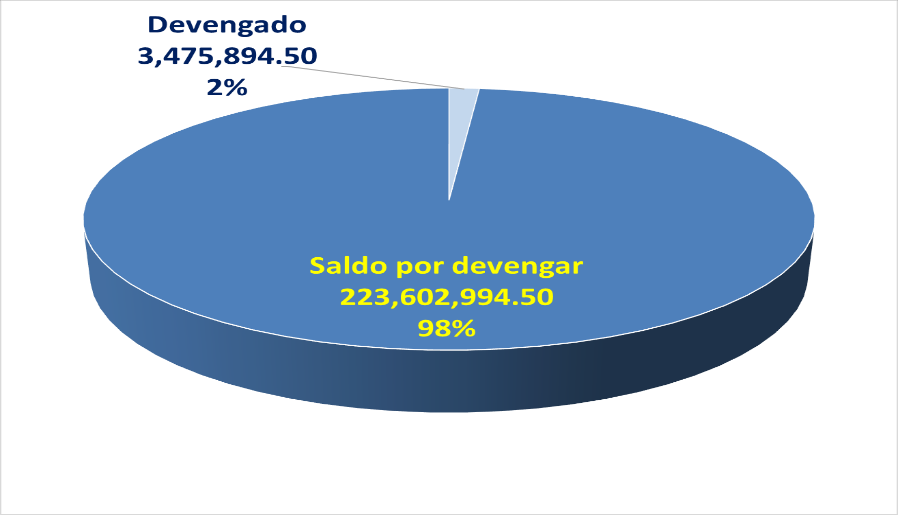 Devengado
3,475,894.50
2%
Saldo por devengar
223,602,994.50
98%